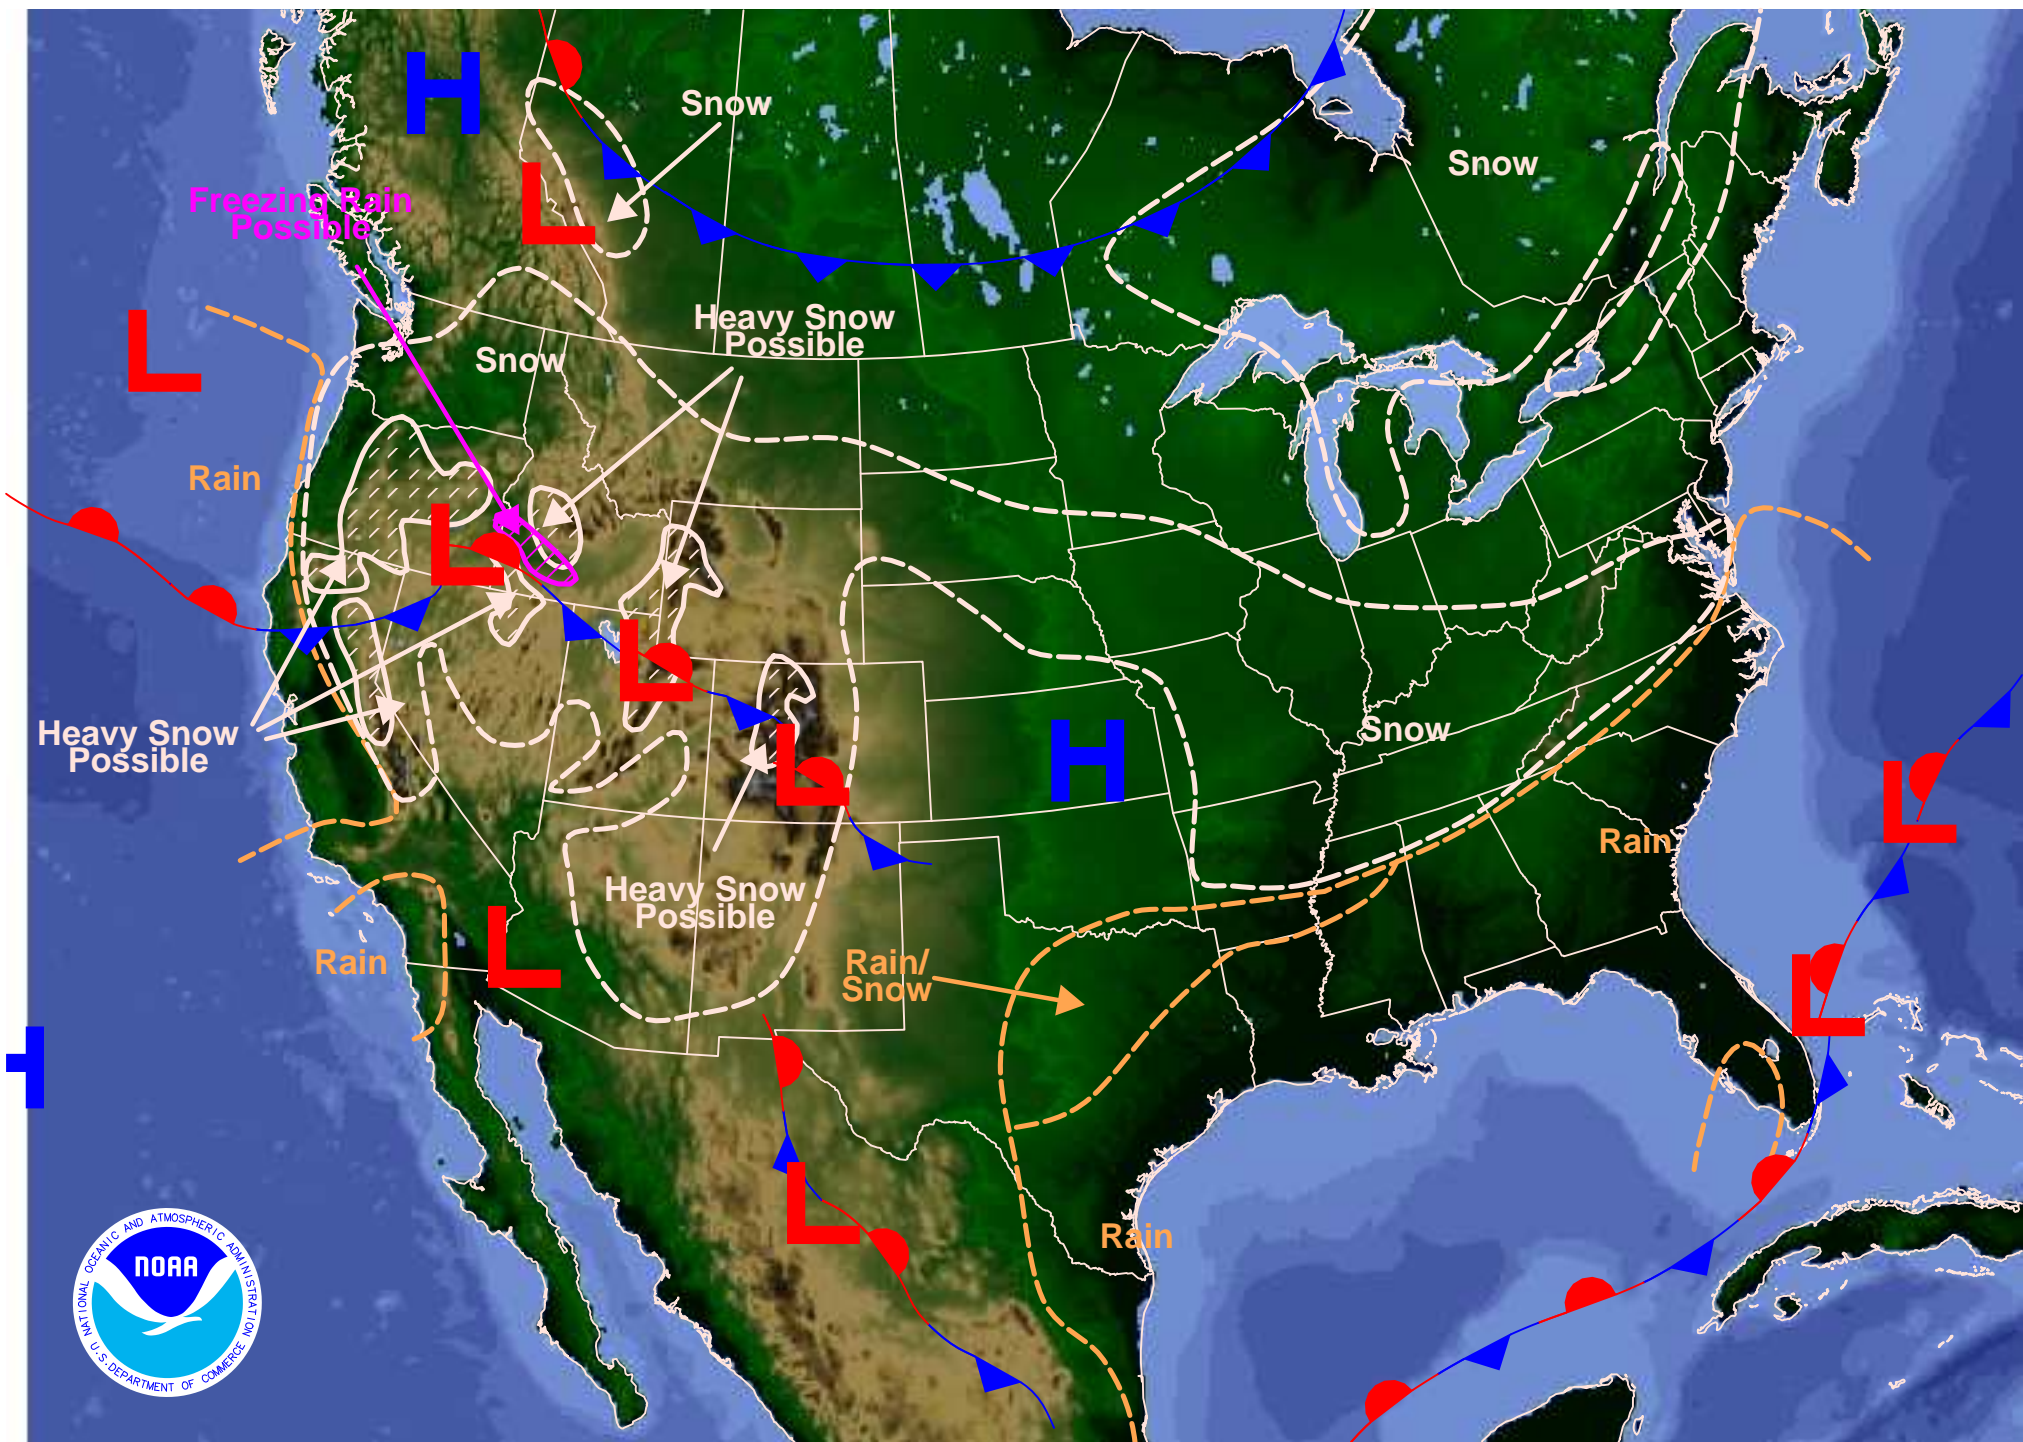 H
Snow
Snow
L
Freezing Rain
Possible
Heavy Snow
Possible
L
Snow
Rain
L
L
Heavy Snow
Possible
H
Snow
L
L
Rain
Heavy Snow
Possible
L
Rain
Rain/
Snow
L
H
L
Rain
NATIONAL OCEANIC AND ATMOSPHERIC ADMINISTRATION
NOAA
U.S. DEPARTMENT OF COMMERCE